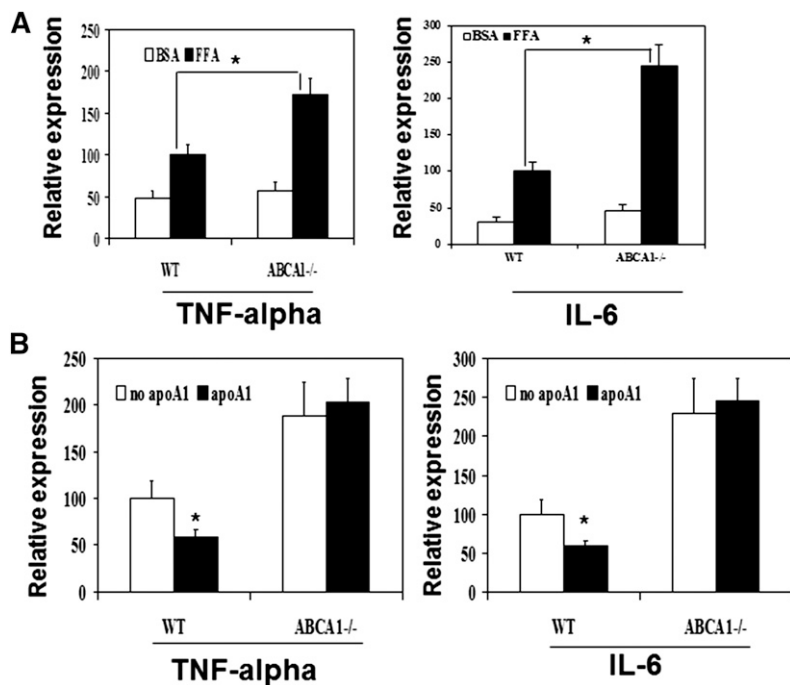 A
Relative expression
250
200
150
100
50
0
BSA FFA
*
WT ABCA1-/-
TNF-alpha
Relative expression
300
250
200
150
100
50
0
BSA FFA
*
WT ABCA1-/-
IL-6
B
Relative expression
250
200
150
100
50
0
no apoA1 apoA1
*
WT ABCA1-/-
TNF-alpha
Relative expression
300
250
200
150
100
50
0
no apoA1 apoA1
*
WT ABCA1-/-
IL-6